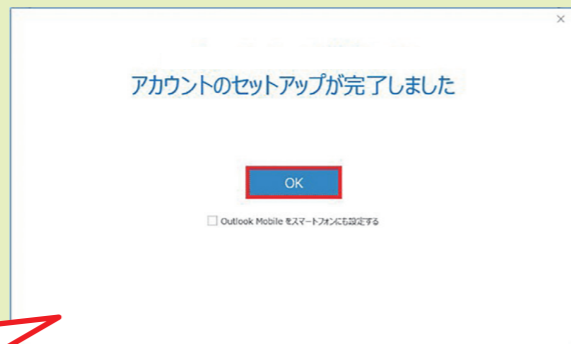 アカウントのセットアップが完了しました
OK
Outlook Mobile をスマートフォンにも設定する